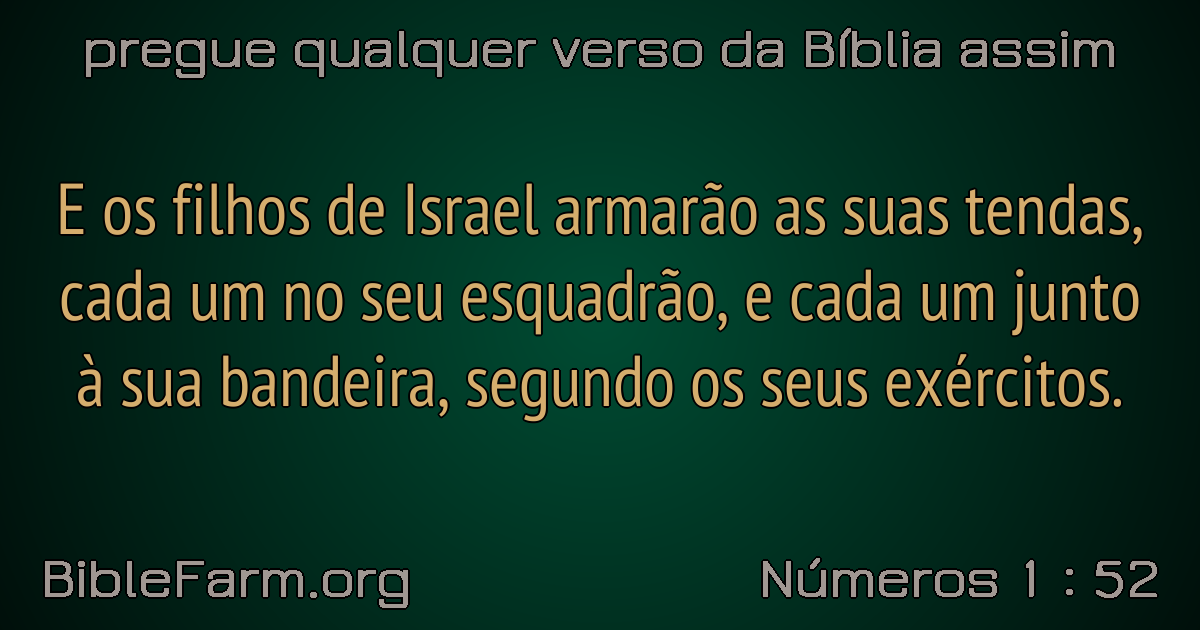 pregue qualquer verso da Bíblia assim
E os filhos de Israel armarão as suas tendas,
cada um no seu esquadrão, e cada um junto
à sua bandeira, segundo os seus exércitos.
BibleFarm.org
Números 1 : 52